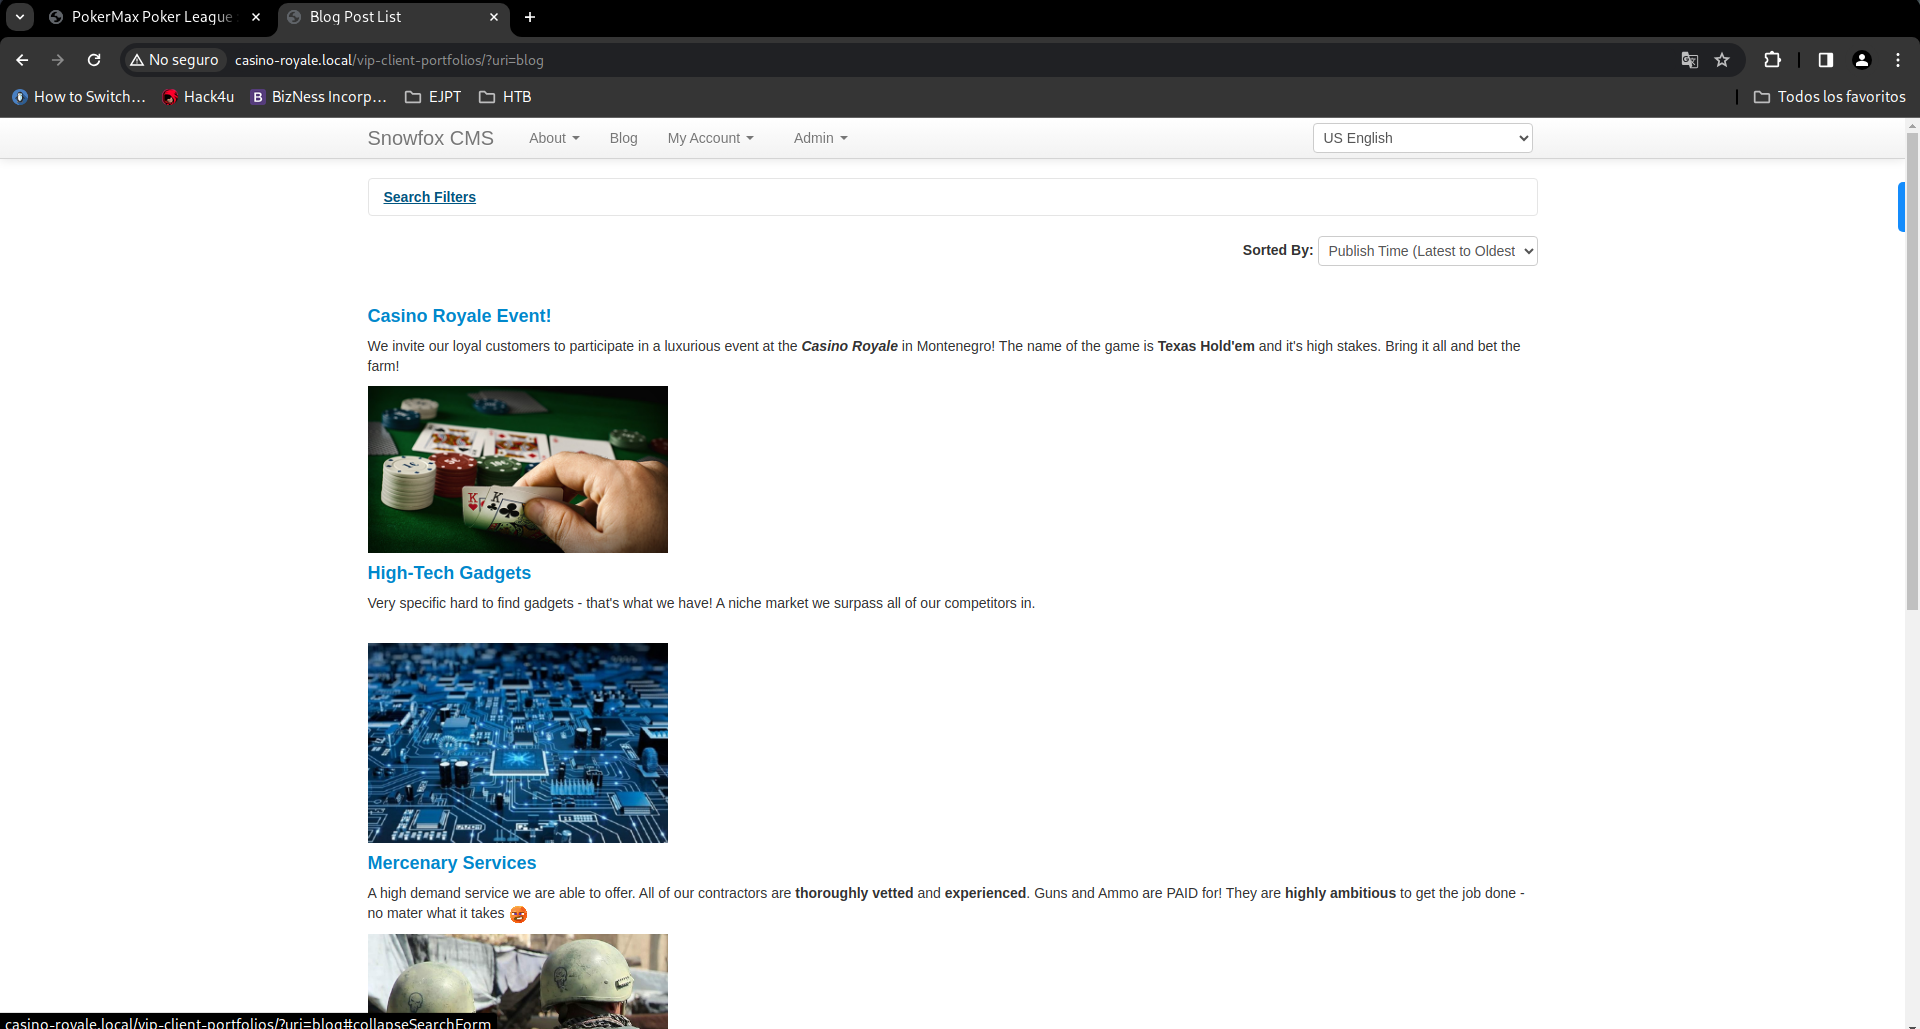 PokerMax Poker League
Blog Post List
No seguro
casino-royale.local/vip-client-portfolios/?uri=blog
How to Switch…
Hack4u
BizNess Incorp…
EJPT
HTB
Todos los favoritos
Snowfox CMS
About
Blog
My Account
Admin
US English
Search Filters
Sorted By:
Publish Time (Latest to Oldest
Casino Royale Event!
We invite our loyal customers to participate in a luxurious event at the Casino Royale in Montenegro! The name of the game is Texas Hold'em and it's high stakes. Bring it all and bet the
farm!
K
K
High-Tech Gadgets
Very specific hard to find gadgets - that's what we have! A niche market we surpass all of our competitors in.
Mercenary Services
A high demand service we are able to offer. All of our contractors are thoroughly vetted and experienced. Guns and Ammo are PAID for! They are highly ambitious to get the job done -
no mater what it takes
casino-royale.local/vip-client-portfolios/?uri=blog#collapseSearchForm